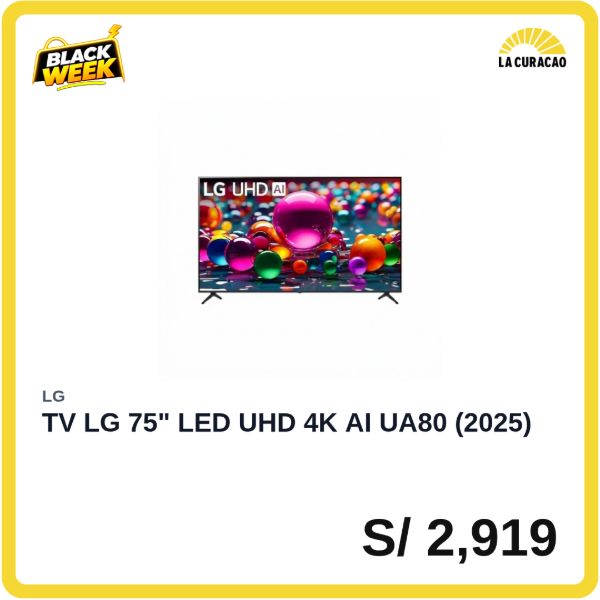 BLACK
WEEK
LA CURACAO
LG UHD AI
LG
TV LG 75" LED UHD 4K AI UA80 (2025)
S/ 2,919